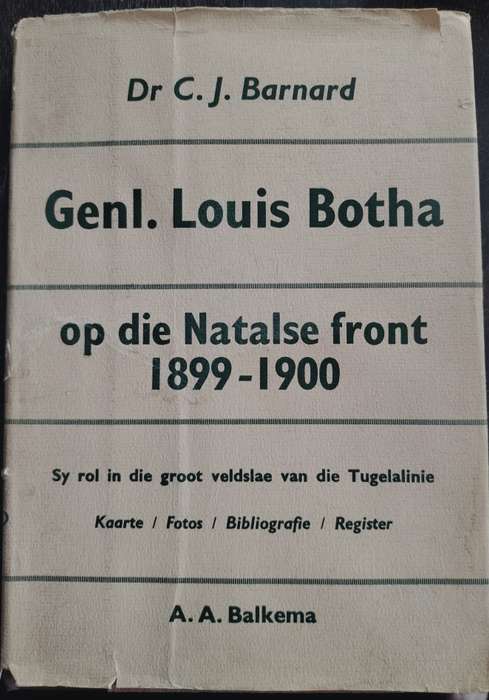 Dr C. J. Barnard
Genl. Louis Botha
op die Natalse front
1899-1900
Sy rol in die groot veldslae van die Tugelalinie
Kaarte / Fotos / Bibliografie / Register
A. A. Balkema